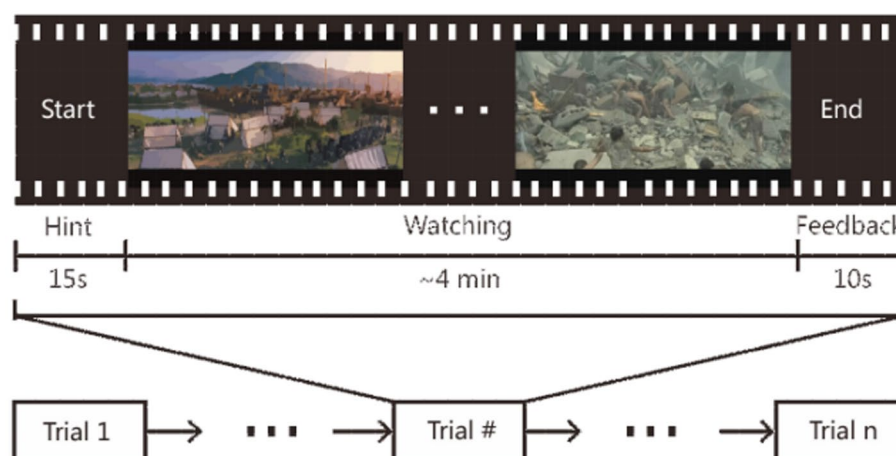 Start
End
Hint
Watching
Feedback
15s
~4 min
10s
Trial 1
Trial #
Trial n